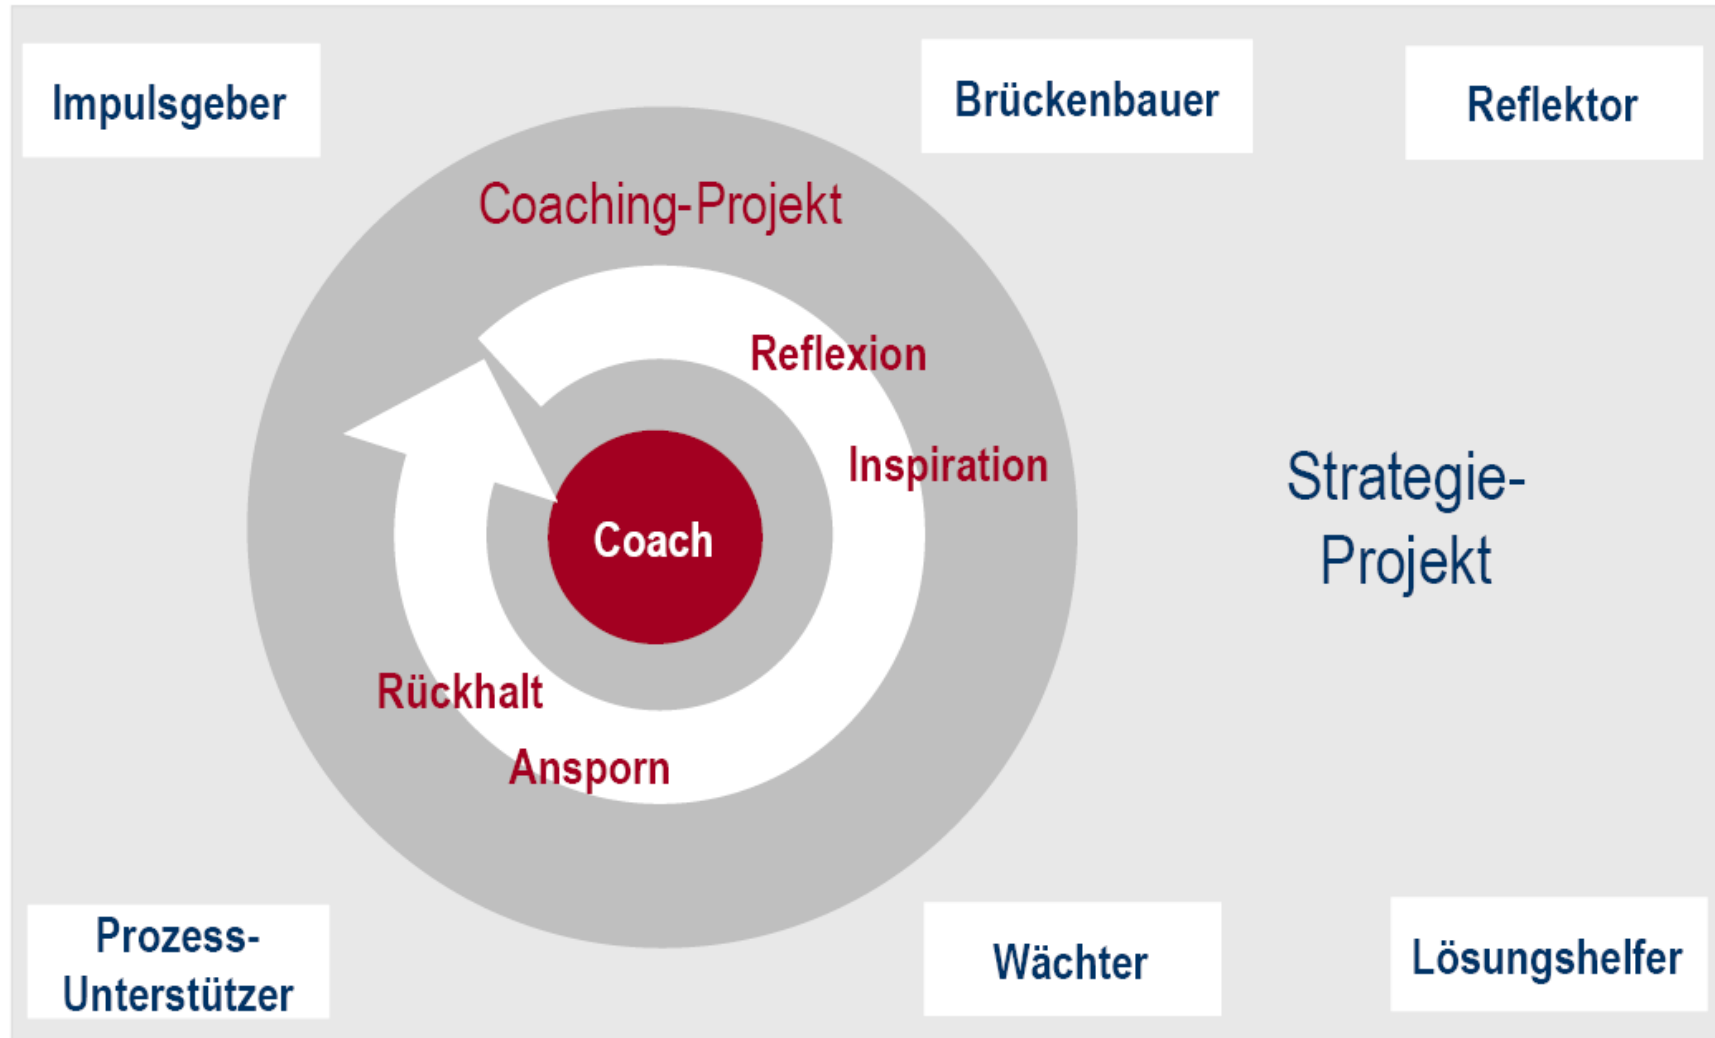 Impulsgeber
Brückenbauer
Reflektor
Coaching-Projekt
Reflexion
Inspiration
Strategie-
Projekt
Coach
Rückhalt
Ansporn
Prozess-
Unterstützer
Wächter
Lösungshelfer